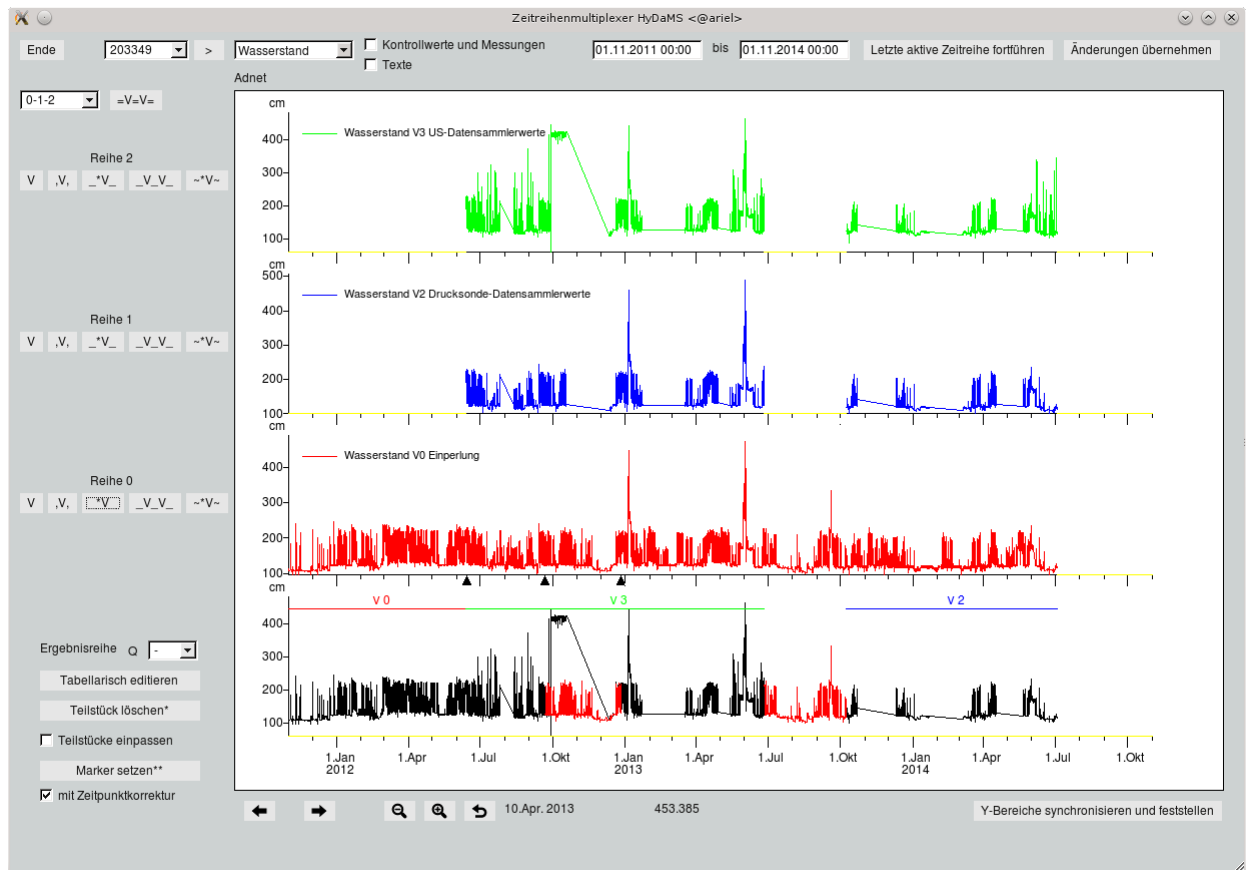 Zeitreihenmultiplexer HyDaMS <@ariel>
Ende 203349 > Wasserstand Kontrollwerte und Messungen 01.11.2011 00:00 bis 01.11.2014 00:00 Letzte aktive Zeitreihe fortführen Änderungen übernehmen
Texte
Adnet
0-1-2 =V=V=
cm
Wasserstand V3 US-Datensammlerwerte
400
300
200
100
Reihe 2
V ,V, _*V_ _V_V_ ~*V~
cm
500
Wasserstand V2 Drucksonde-Datensammlerwerte
400
300
200
100
Reihe 1
V ,V, _*V_ _V_V_ ~*V~
cm
Wasserstand V0 Einperlung
400
300
200
100
Reihe 0
V ,V, _*V_ _V_V_ ~*V~
cm
V 0 V 3 V 2
400
300
200
100
1.Jan 1.Apr 1.Jul 1.Okt 1.Jan 1.Apr 1.Jul 1.Okt 1.Jan 1.Apr 1.Jul 1.Okt
2012 2013 2014
Ergebnisreihe Q -
Tabellarisch editieren
Teilstück löschen*
Teilstücke einpassen
Marker setzen**
mit Zeitpunktkorrektur
10.Apr. 2013 453.385 Y-Bereiche synchronisieren und feststellen